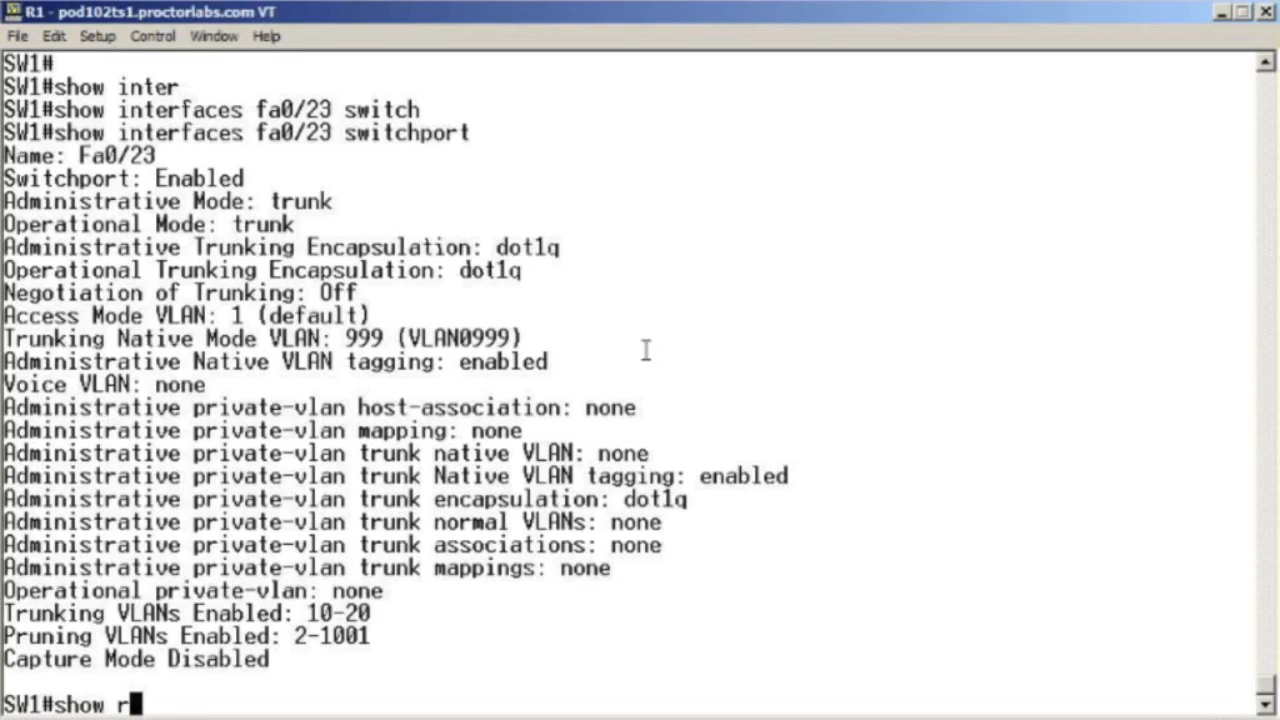 R1 - pod102ts1.proctorlabs.com VT
File Edit Setup Control Window Help
SW1#
SW1#show inter
SW1#show interfaces fa0/23 switch
SW1#show interfaces fa0/23 switchport
Name: Fa0/23
Switchport: Enabled
Administrative Mode: trunk
Operational Mode: trunk
Administrative Trunking Encapsulation: dot1q
Operational Trunking Encapsulation: dot1q
Negotiation of Trunking: Off
Access Mode VLAN: 1 (default)
Trunking Native Mode VLAN: 999 (VLAN0999)
Administrative Native VLAN tagging: enabled
Voice VLAN: none
Administrative private-vlan host-association: none
Administrative private-vlan mapping: none
Administrative private-vlan trunk native VLAN: none
Administrative private-vlan trunk Native VLAN tagging: enabled
Administrative private-vlan trunk encapsulation: dot1q
Administrative private-vlan trunk normal VLANs: none
Administrative private-vlan trunk associations: none
Administrative private-vlan trunk mappings: none
Operational private-vlan: none
Trunking VLANs Enabled: 10-20
Pruning VLANs Enabled: 2-1001
Capture Mode Disabled
SW1#show r